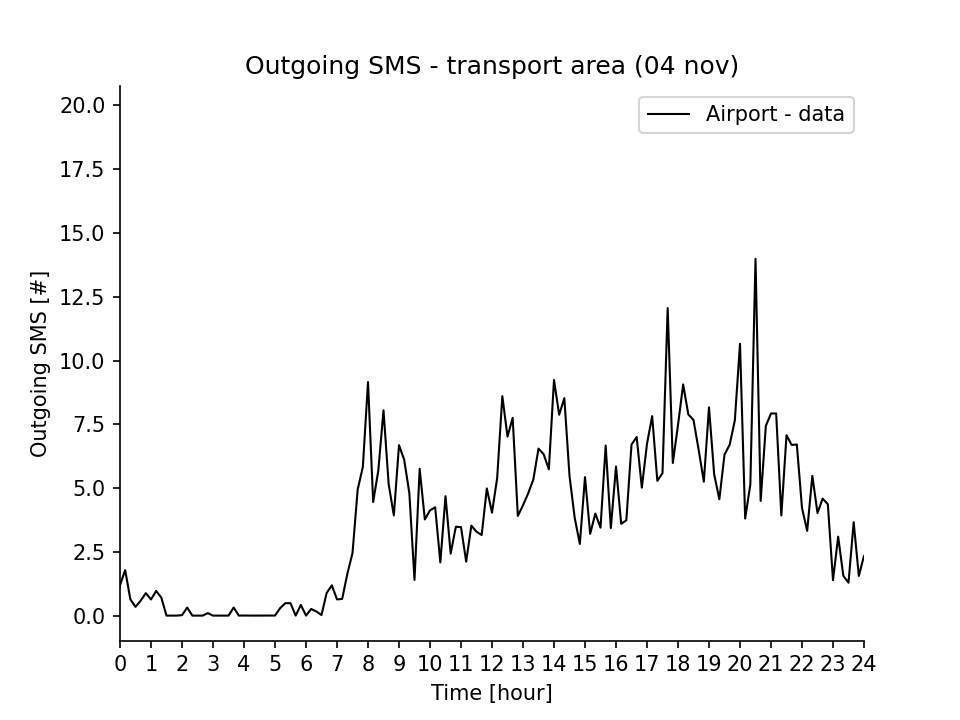 Outgoing SMS - transport area (04 nov)
Airport - data
Outgoing SMS [#]
20.0
17.5
15.0
12.5
10.0
7.5
5.0
2.5
0.0
0 1 2 3 4 5 6 7 8 9 10 11 12 13 14 15 16 17 18 19 20 21 22 23 24
Time [hour]